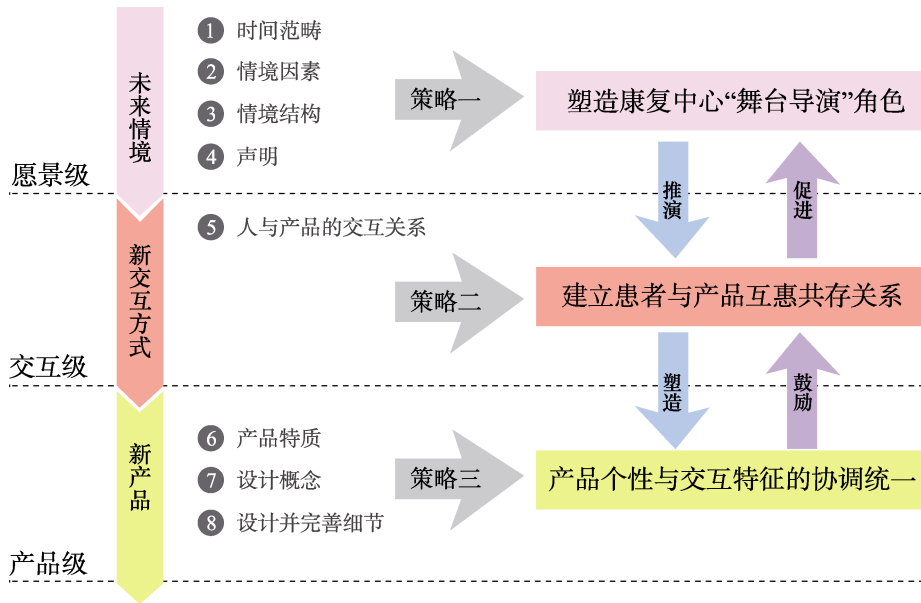 未来情境
1 时间范畴
2 情境因素
3 情境结构
4 声明
策略一
塑造康复中心“舞台导演”角色
愿景级
推演
促进
新交互方式
5 人与产品的交互关系
策略二
建立患者与产品互惠共存关系
交互级
塑造
鼓励
新产品
6 产品特质
7 设计概念
8 设计并完善细节
策略三
产品个性与交互特征的协调统一
产品级